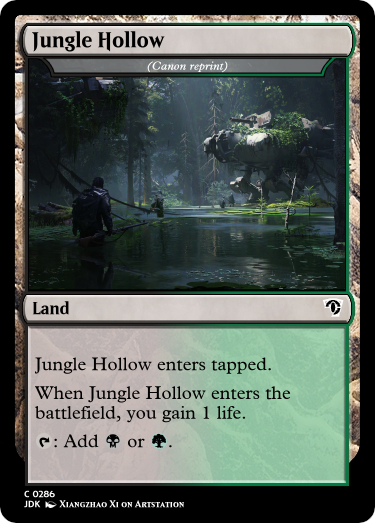 Jungle Hollow
(Canon reprint)
Land
Jungle Hollow enters tapped.
When Jungle Hollow enters the
battlefield, you gain 1 life.
: Add or .
C 0286
JDK Xiangzhao Xi on Artstation